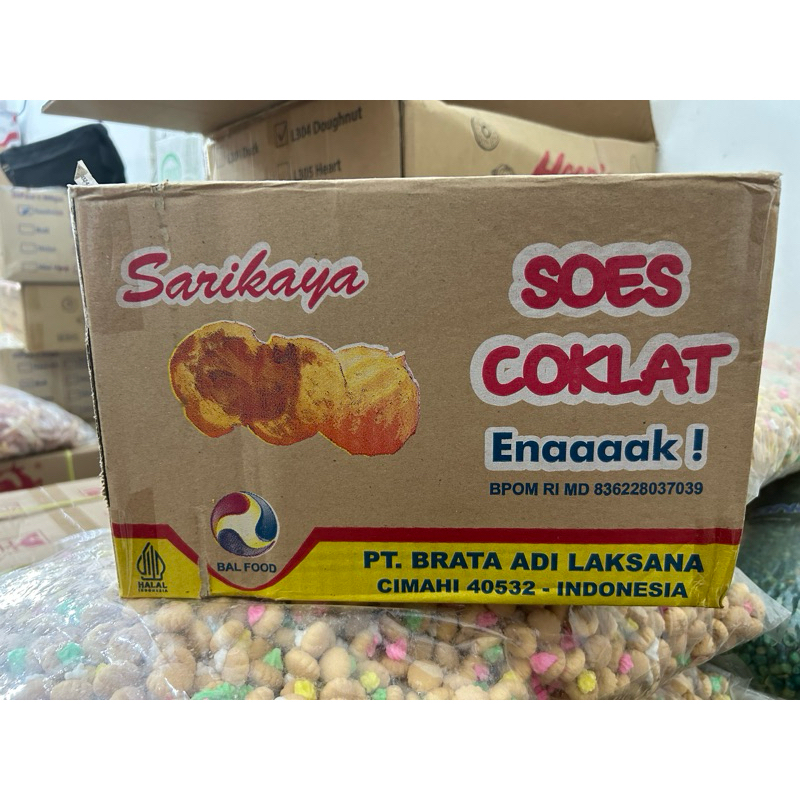 L304 Doughnut
L305 Heart
Sarikaya
SOES
COKLAT
Enaaaak !
BPOM RI MD 836228037039
BAL FOOD
HALAL
INDONESIA
PT. BRATA ADI LAKSANA
CIMAHI 40532 - INDONESIA